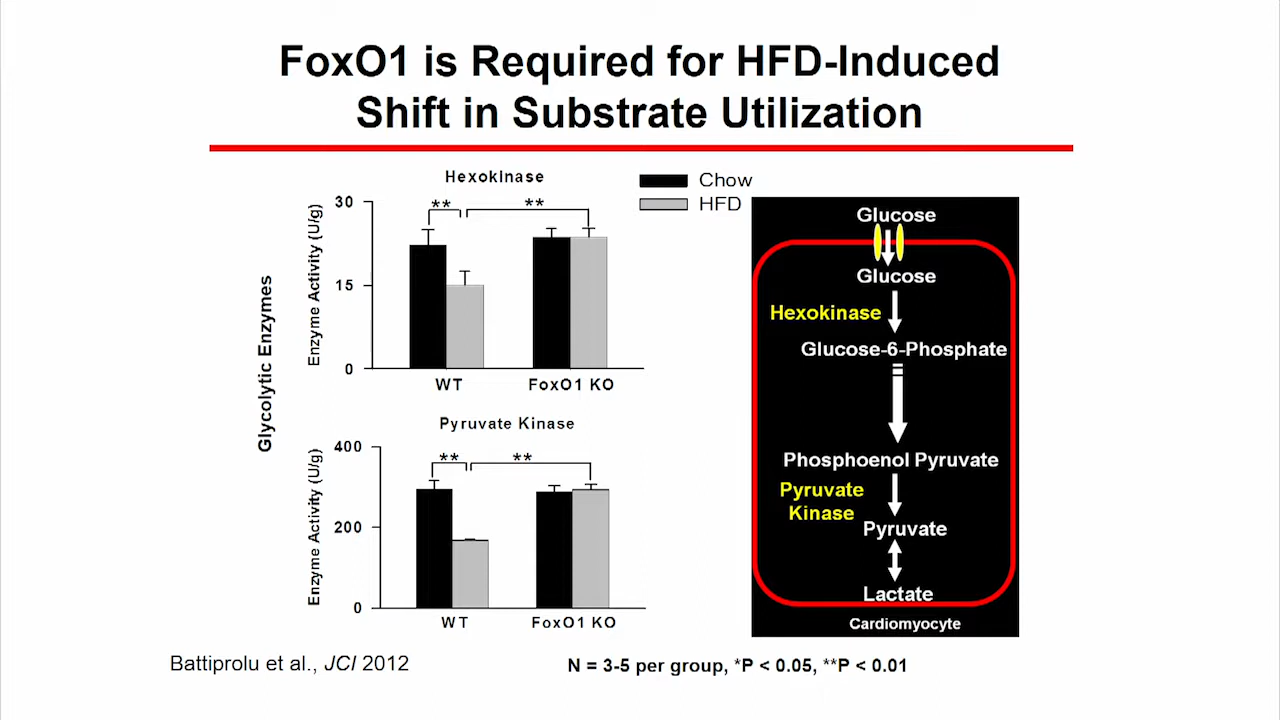 FoxO1 is Required for HFD-Induced
Shift in Substrate Utilization
Glycolytic Enzymes
Hexokinase
Chow
HFD
Enzyme Activity (U/g)
30
15
0
** **
WT FoxO1 KO
Pyruvate Kinase
Enzyme Activity (U/g)
400
200
0
** **
WT FoxO1 KO
Glucose
Glucose
Hexokinase
Glucose-6-Phosphate
Phosphoenol Pyruvate
Pyruvate
Kinase
Pyruvate
Lactate
Cardiomyocyte
Battiprolu et al., JCI 2012
N = 3-5 per group, *P < 0.05, **P < 0.01